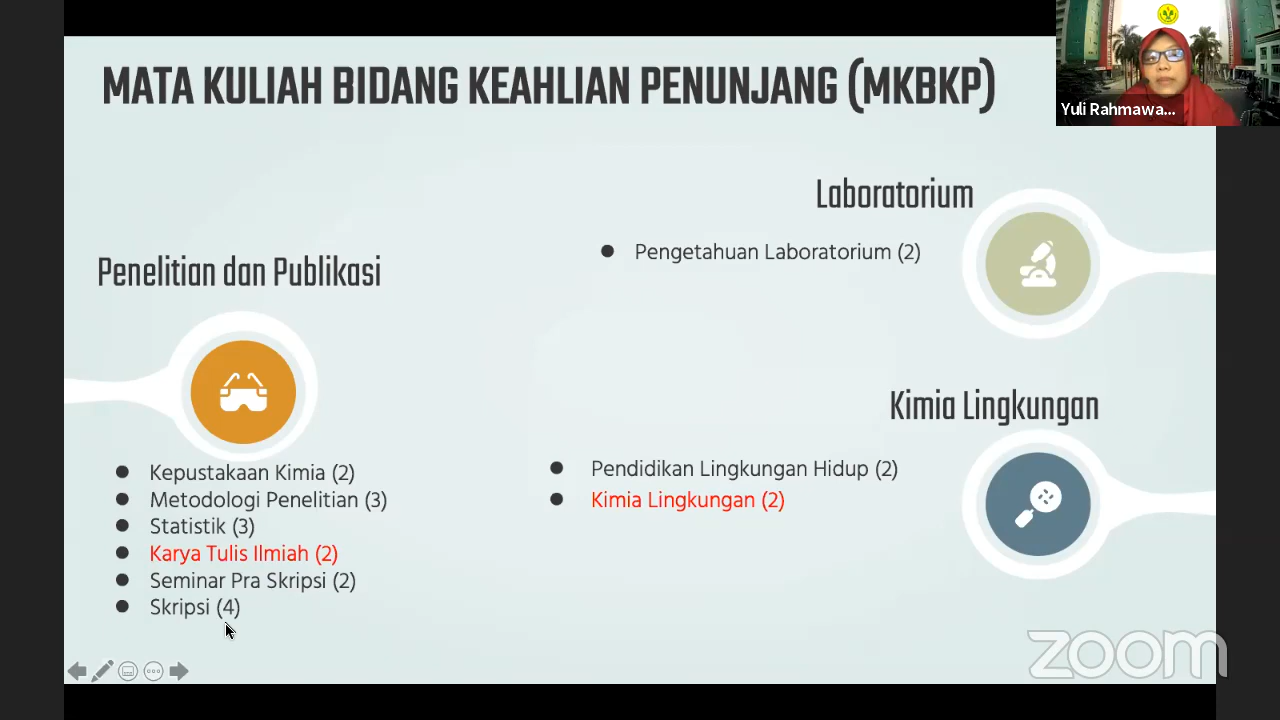 MATA KULIAH BIDANG KEAHLIAN PENUNJANG (MKBKP)
Yuli Rahmawa...
Laboratorium
Pengetahuan Laboratorium (2)
Penelitian dan Publikasi
Kepustakaan Kimia (2)
Metodologi Penelitian (3)
Statistik (3)
Karya Tulis Ilmiah (2)
Seminar Pra Skripsi (2)
Skripsi (4)
Kimia Lingkungan
Pendidikan Lingkungan Hidup (2)
Kimia Lingkungan (2)
zoom